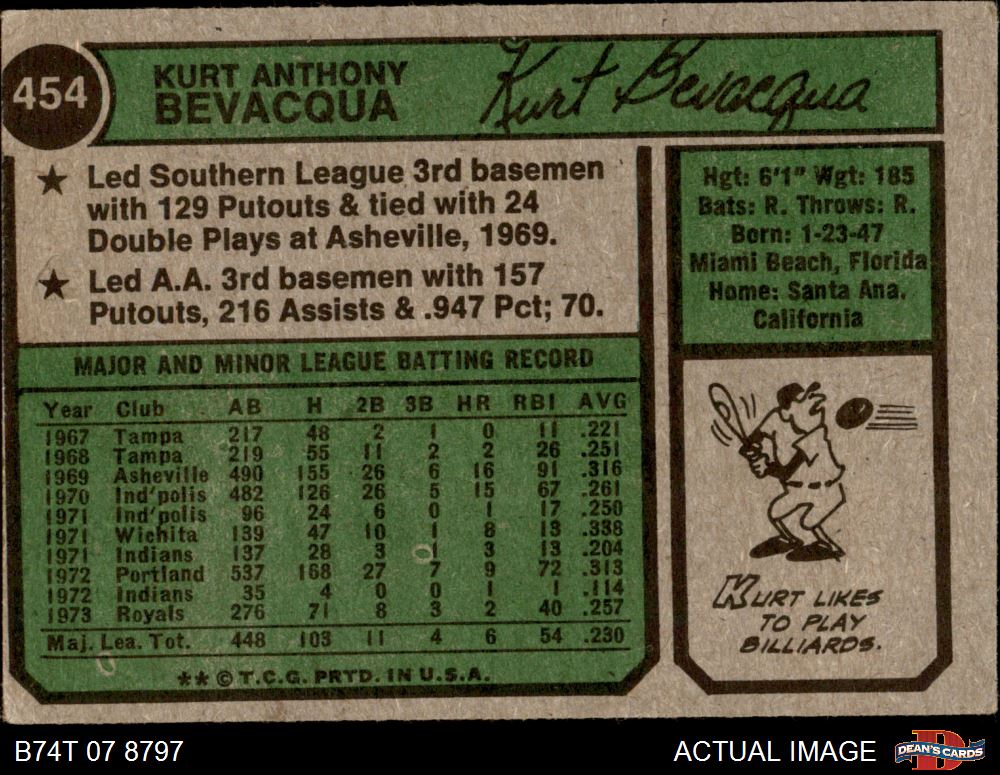 454
KURT ANTHONY
BEVACQUA
Kurt Bevacqua
★ Led Southern League 3rd basemen
with 129 Putouts & tied with 24
Double Plays at Asheville, 1969.
★ Led A.A. 3rd basemen with 157
Putouts, 216 Assists & .947 Pct; 70.
Hgt: 6'1" Wgt: 185
Bats: R. Throws: R.
Born: 1-23-47
Miami Beach, Florida
Home: Santa Ana,
California
MAJOR AND MINOR LEAGUE BATTING RECORD
Year Club AB H 2B 3B HR RBI AVG
1967 Tampa 217 48 2 1 0 11 .221
1968 Tampa 219 55 11 2 2 26 .251
1969 Asheville 490 155 26 6 16 91 .316
1970 Ind'polis 482 126 26 5 15 67 .261
1971 Ind'polis 96 24 6 0 1 17 .250
1971 Wichita 139 47 10 1 8 13 .338
1971 Indians 137 28 3 1 3 13 .204
1972 Portland 537 168 27 7 9 72 .313
1972 Indians 35 4 0 0 1 1 .114
1973 Royals 276 71 8 3 2 40 .257
Maj. Lea. Tot. 448 103 11 4 6 54 .230
★★ © T.C.G. PRTD. IN U.S.A.
KURT LIKES
TO PLAY
BILLIARDS.
B74T 07 8797
ACTUAL IMAGE
D
DEAN'S CARDS